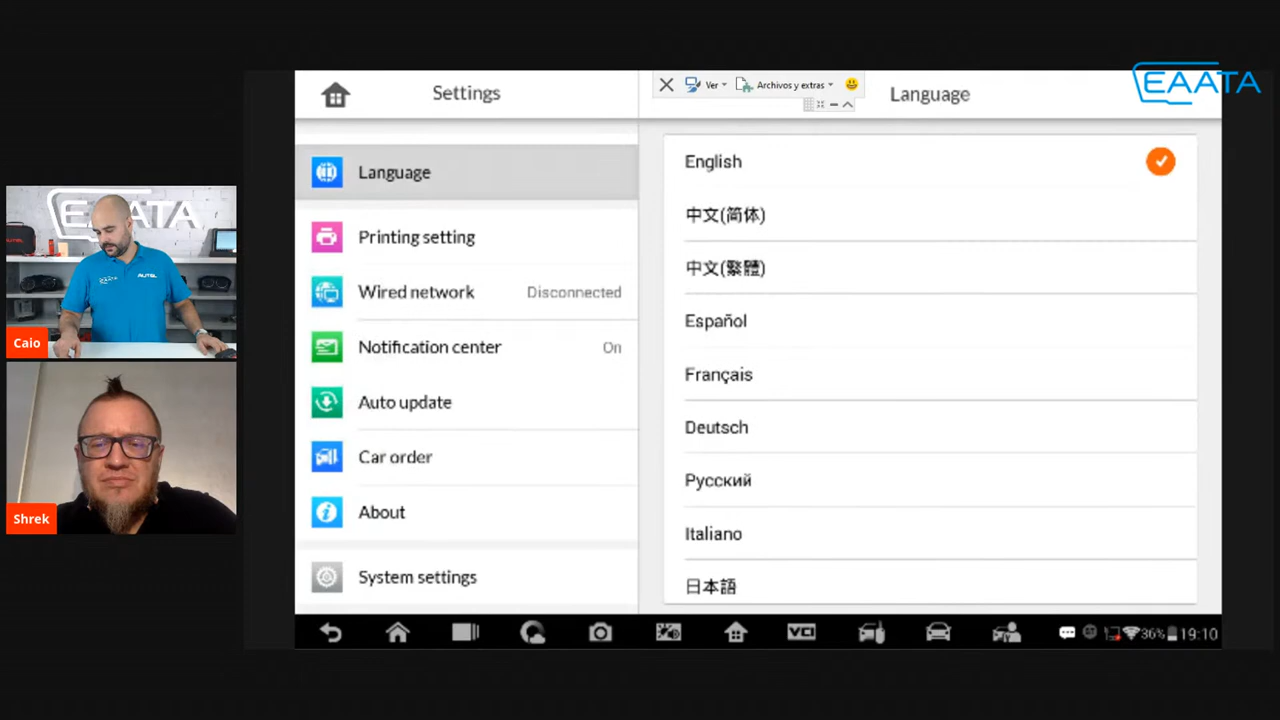 Settings
Ver
Archivos y extras
Language
EAATA
Language
English
中文(简体)
Printing setting
中文(繁體)
Wired network
Disconnected
Español
Notification center
On
Français
Auto update
Deutsch
Car order
Русский
About
Italiano
System settings
日本語
VCI
36%
19:10
EAATA
AUTEL
Caio
Shrek